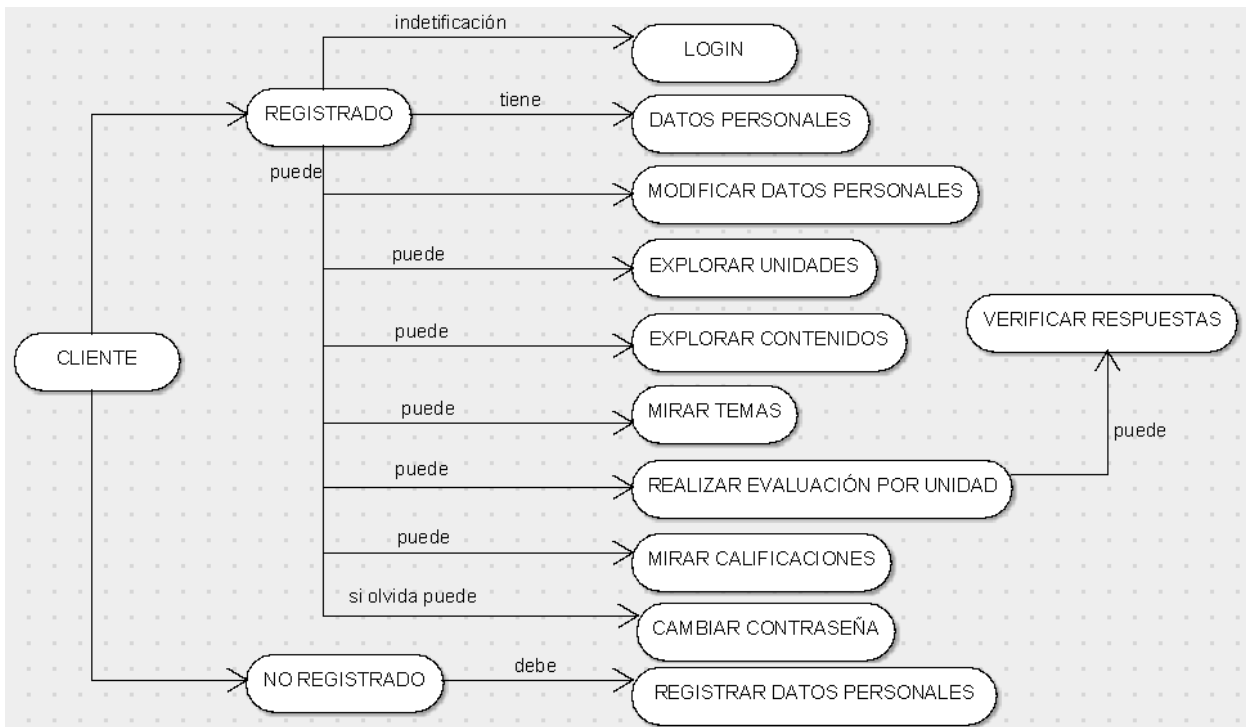 indetificación
LOGIN
REGISTRADO
tiene
DATOS PERSONALES
puede
MODIFICAR DATOS PERSONALES
puede
EXPLORAR UNIDADES
VERIFICAR RESPUESTAS
puede
EXPLORAR CONTENIDOS
CLIENTE
puede
MIRAR TEMAS
puede
puede
REALIZAR EVALUACIÓN POR UNIDAD
puede
MIRAR CALIFICACIONES
si olvida puede
CAMBIAR CONTRASEÑA
NO REGISTRADO
debe
REGISTRAR DATOS PERSONALES